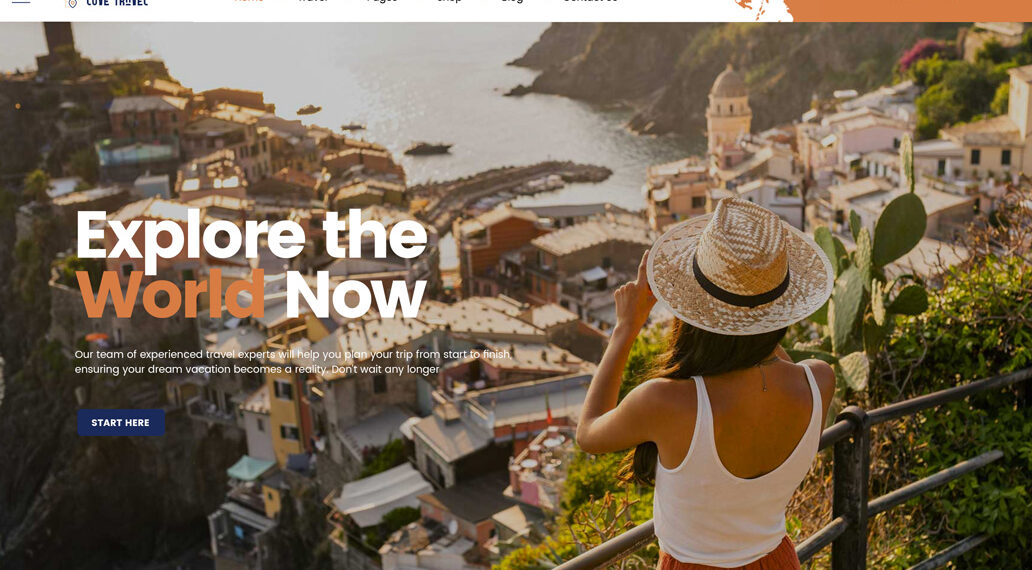 LOVE TRAVEL
Home Travel Pages Shop Blog Contact Us
Explore the
World Now
Our team of experienced travel experts will help you plan your trip from start to finish,
ensuring your dream vacation becomes a reality. Don't wait any longer
START HERE